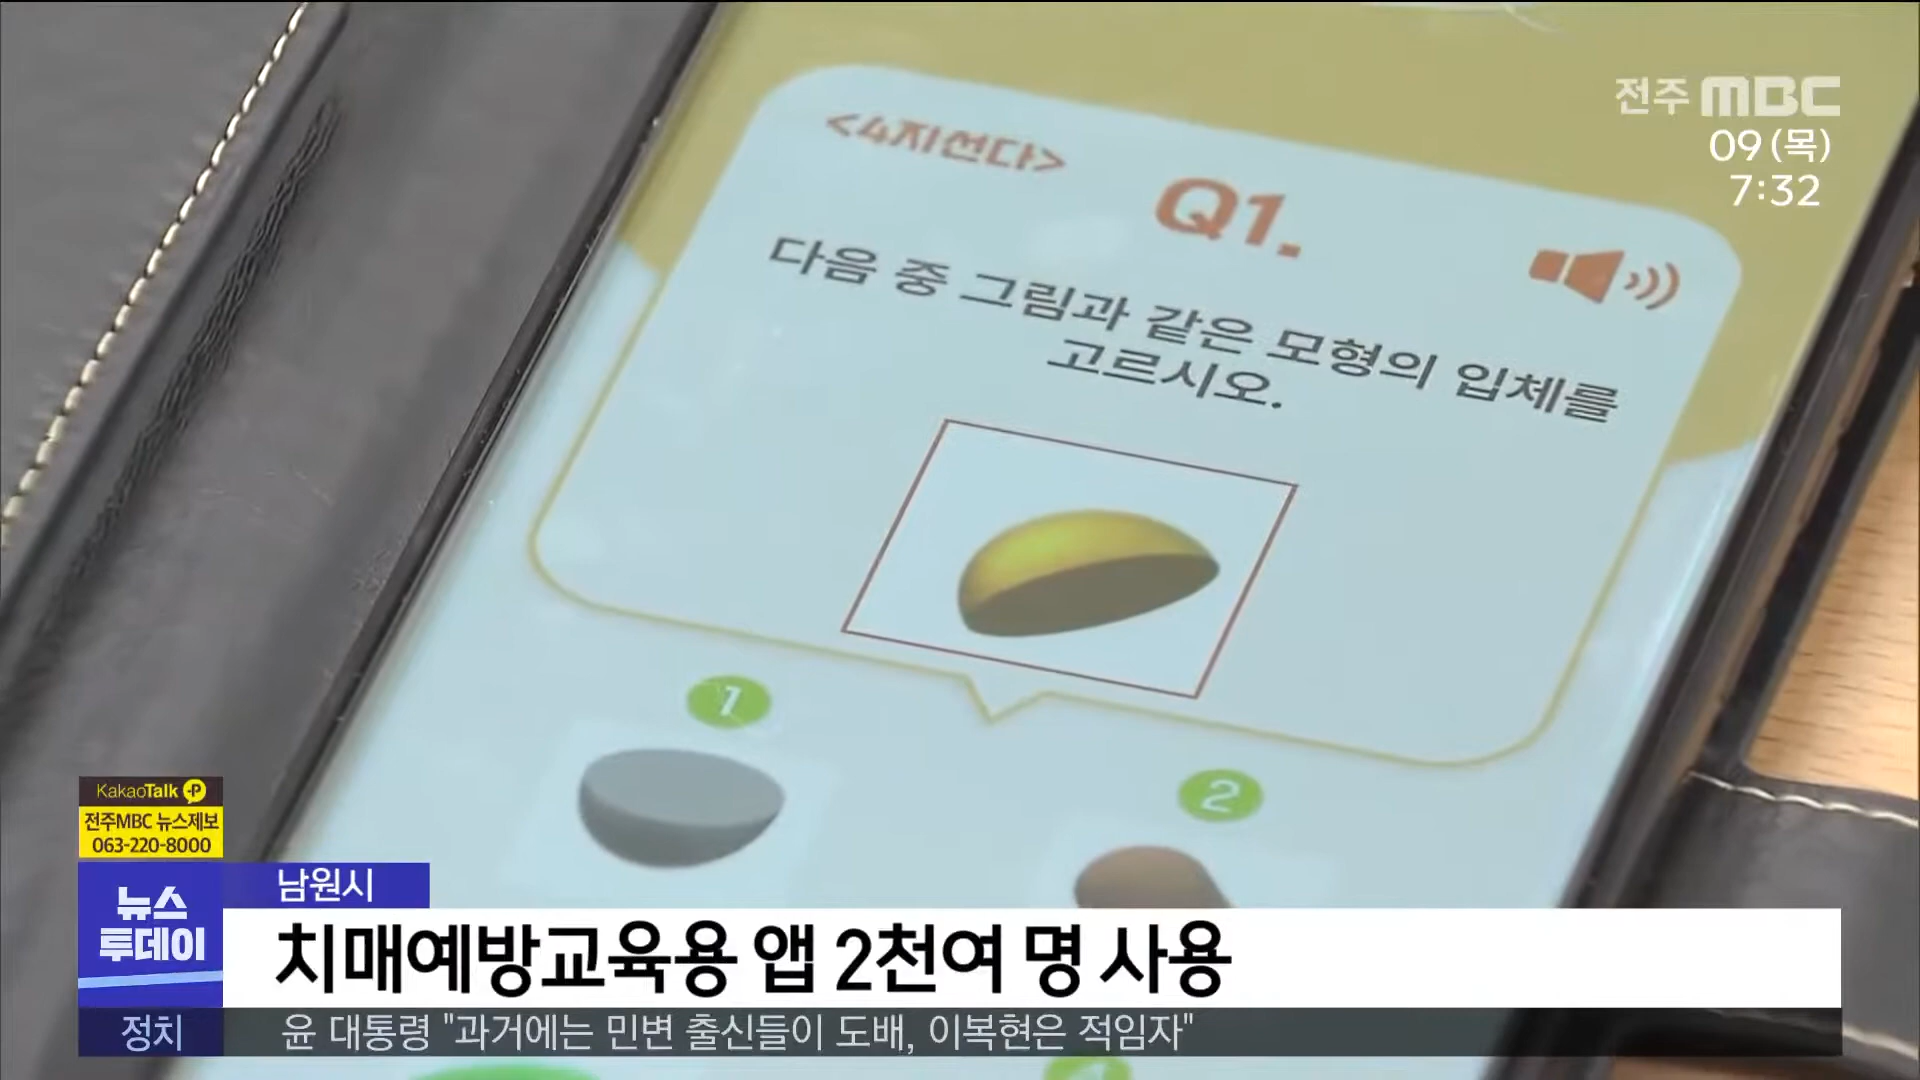 전주 MBC
09(목)
7:32
<4지선다>
Q1.
다음 중 그림과 같은 모형의 입체를
고르시오.
1
2
KakaoTalk P
전주MBC 뉴스제보
063-220-8000
뉴스
투데이
남원시
치매예방교육용 앱 2천여 명 사용
정치
윤 대통령 "과거에는 민변 출신들이 도배, 이복현은 적임자"